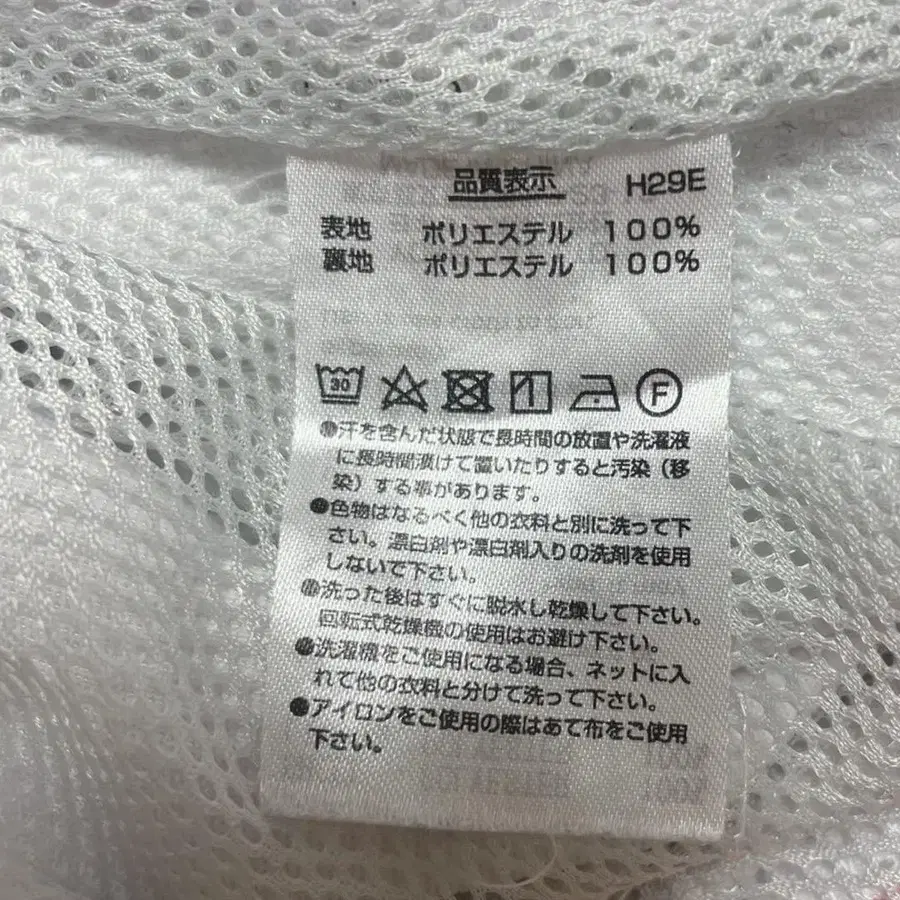 品質表示 H29E
表地 ポリエステル 100%
裏地 ポリエステル 100%
30 F
●汗を含んだ状態で長時間の放置や洗濯液
に長時間漬けて置いたりすると汚染（移
染）する事があります。
●色物はなるべく他の衣料と別に洗って下
さい。漂白剤や漂白剤入りの洗剤を使用
しないで下さい。
●洗った後はすぐに脱水し乾燥して下さい。
回転式乾燥機の使用はお避け下さい。
●洗濯機をご使用になる場合、ネットに入
れて他の衣料と分けて洗って下さい。
●アイロンをご使用の際はあて布をご使用
下さい。